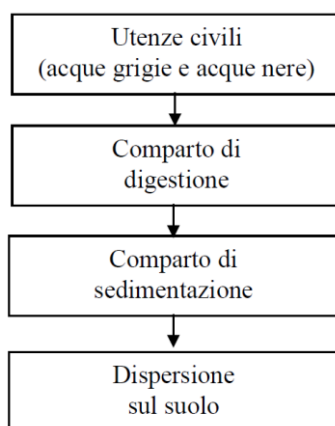 Utenze civili
(acque grigie e acque nere)
Comparto di
digestione
Comparto di
sedimentazione
Dispersione
sul suolo